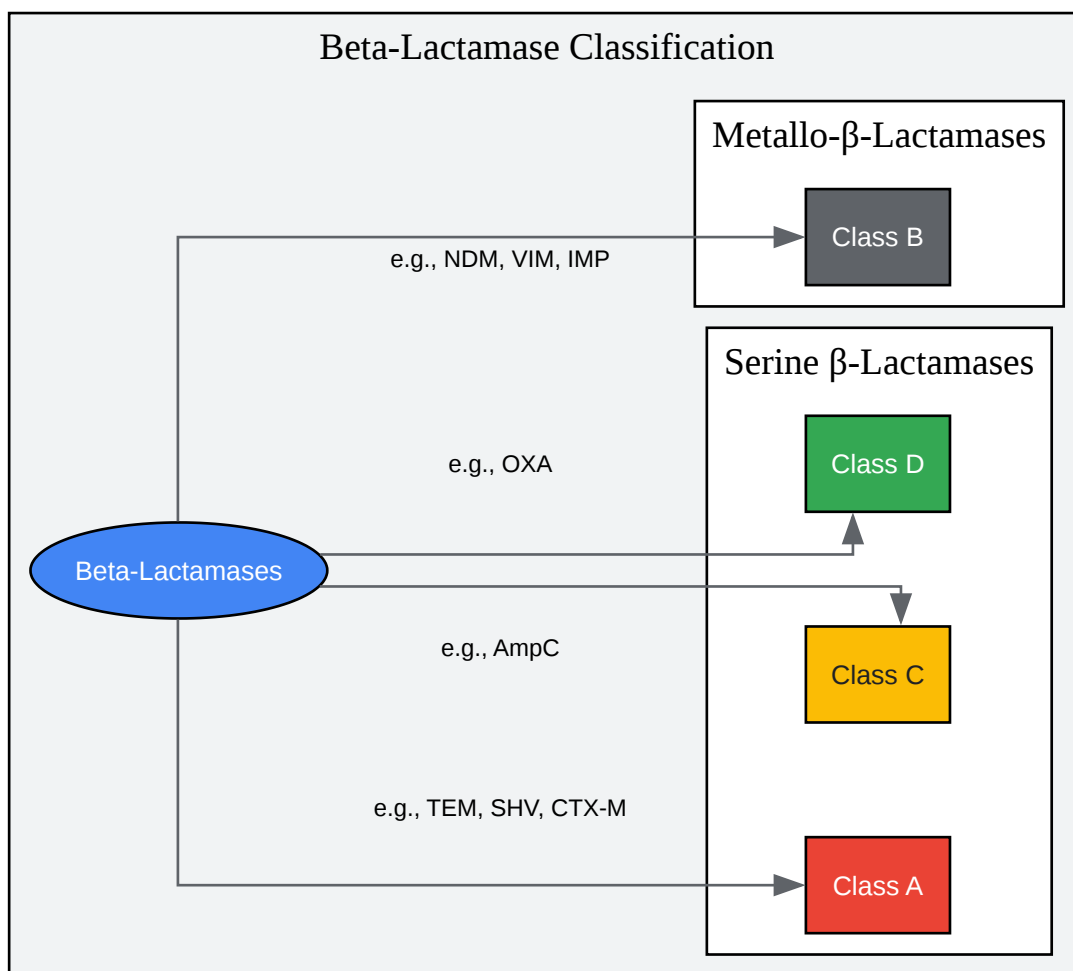 Beta-Lactamase Classification
Metallo-β-Lactamases
Class B
e.g., NDM, VIM, IMP
Serine β-Lactamases
Class D
e.g., OXA
Beta-Lactamases
e.g., AmpC
Class C
e.g., TEM, SHV, CTX-M
Class A